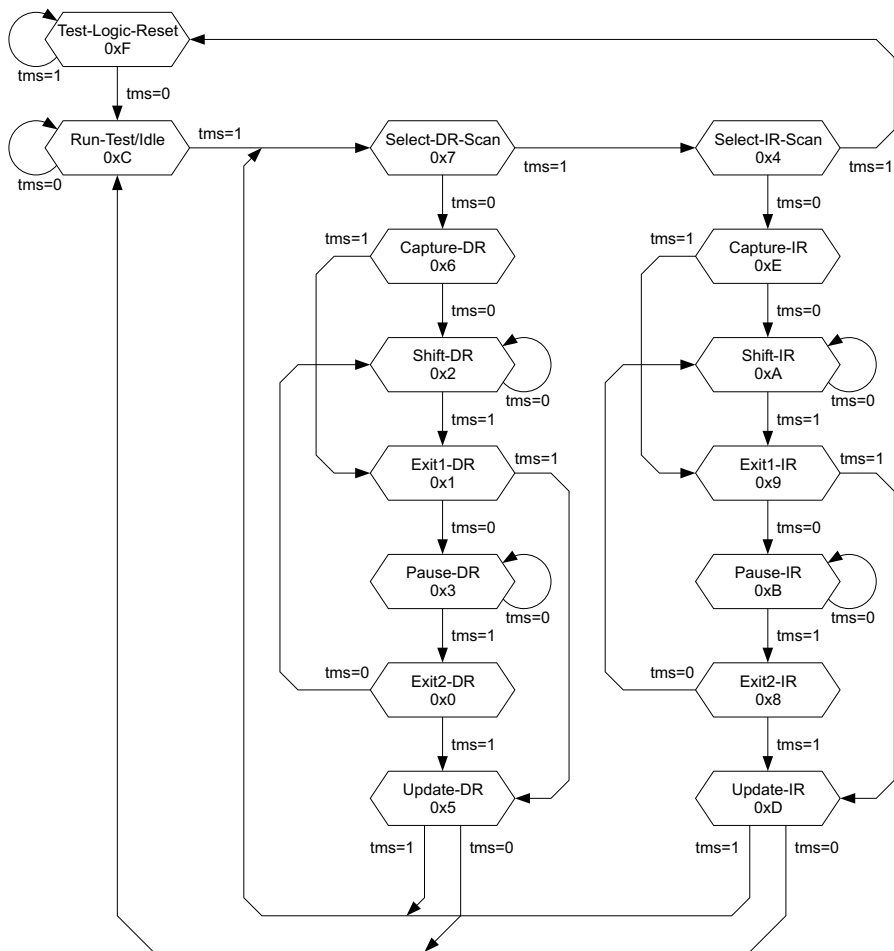 Test-Logic-Reset
0xF
tms=1
tms=0
Run-Test/Idle
0xC
tms=0
tms=1
Select-DR-Scan
0x7
tms=1
Select-IR-Scan
0x4
tms=1
tms=0
tms=0
tms=1
Capture-DR
0x6
tms=1
Capture-IR
0xE
tms=0
tms=0
Shift-DR
0x2
tms=0
Shift-IR
0xA
tms=0
tms=1
tms=1
Exit1-DR
0x1
tms=1
Exit1-IR
0x9
tms=1
tms=0
tms=0
Pause-DR
0x3
tms=0
Pause-IR
0xB
tms=0
tms=1
tms=1
tms=0
Exit2-DR
0x0
tms=0
Exit2-IR
0x8
tms=1
tms=1
Update-DR
0x5
Update-IR
0xD
tms=1
tms=0
tms=1
tms=0